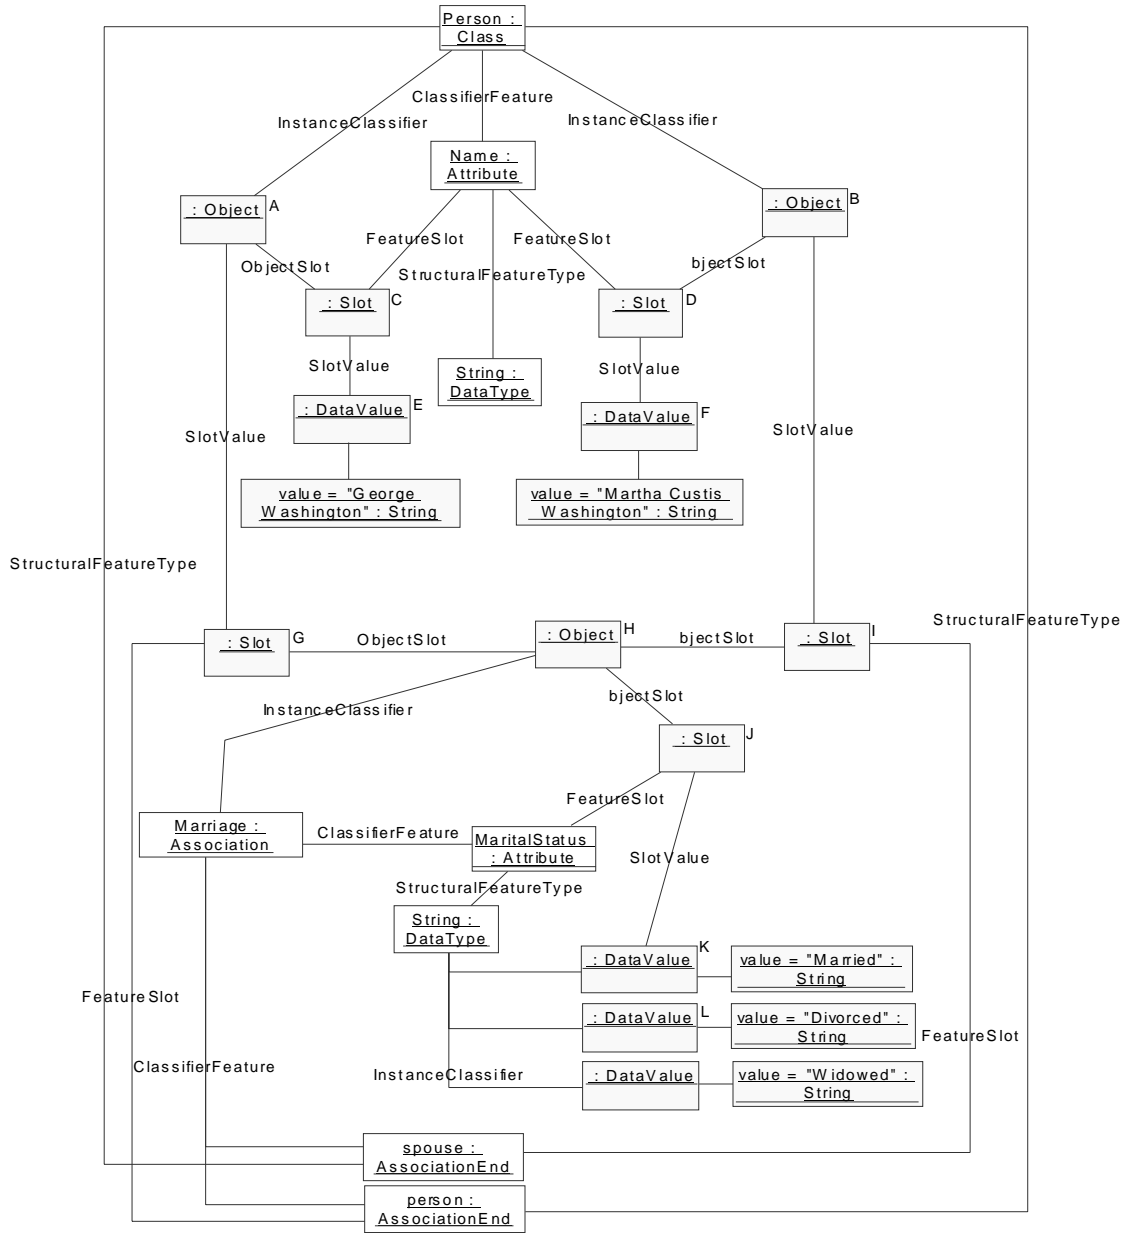 Person :
Class
ClassifierFeature
InstanceClassifier
InstanceClassifier
Name :
Attribute
: Object
A
: Object
B
FeatureSlot
FeatureSlot
ObjectSlot
bjectSlot
StructuralFeatureType
: Slot
C
: Slot
D
SlotValue
SlotValue
String :
DataType
: DataValue
E
: DataValue
F
SlotValue
SlotValue
value = "George
Washington" : String
value = "Martha Custis
Washington" : String
StructuralFeatureType
StructuralFeatureType
: Slot
G
ObjectSlot
: Object
H
bjectSlot
: Slot
I
bjectSlot
InstanceClassifier
: Slot
J
FeatureSlot
Marriage :
Association
ClassifierFeature
MaritalStatus
: Attribute
SlotValue
StructuralFeatureType
String :
DataType
: DataValue
K
value = "Married" :
String
FeatureSlot
: DataValue
L
value = "Divorced" :
String
FeatureSlot
ClassifierFeature
InstanceClassifier
: DataValue
value = "Widowed" :
String
spouse :
AssociationEnd
person :
AssociationEnd